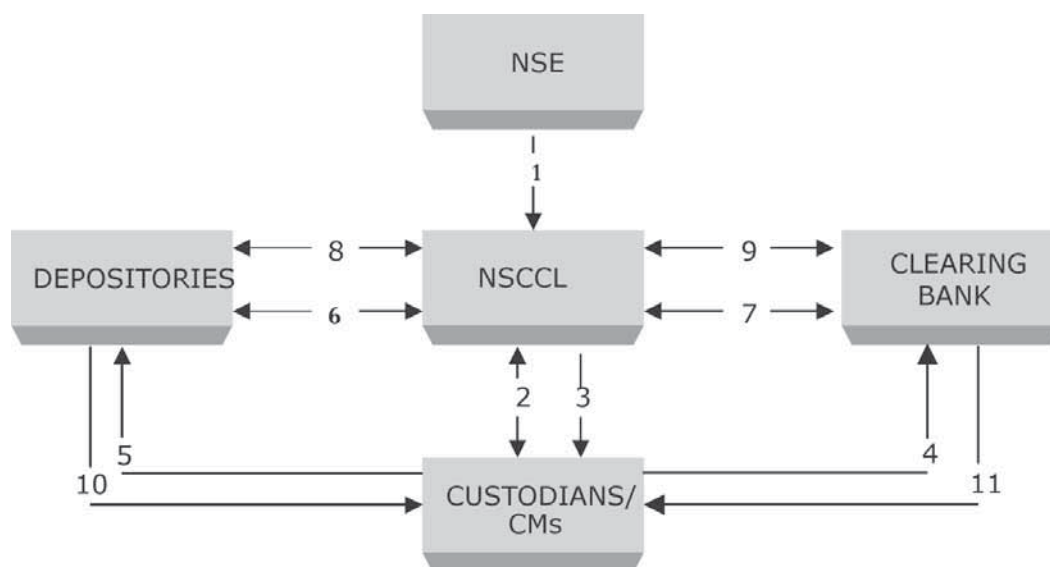 NSE
1
DEPOSITORIES
8
6
NSCCL
9
7
CLEARING
BANK
2
3
5
10
4
11
CUSTODIANS/
CMs